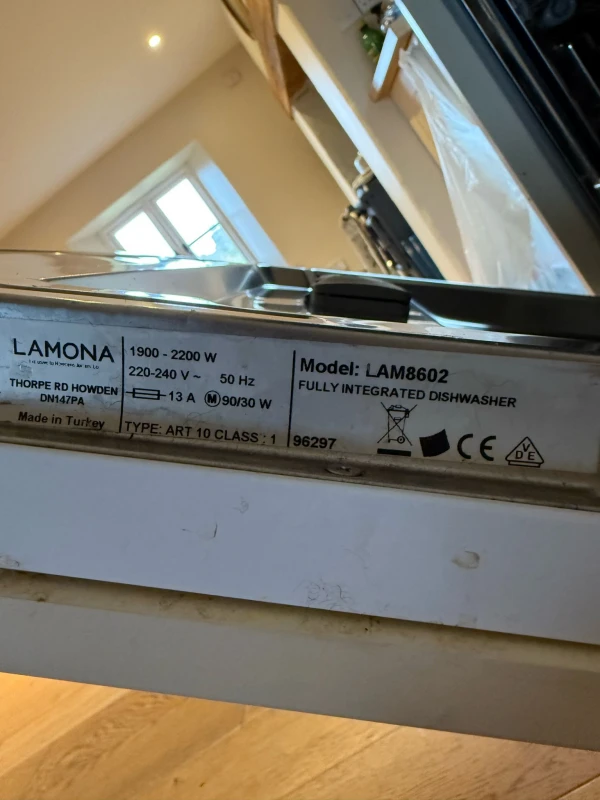 LAMONA
THORPE RD HOWDEN
DN147PA
Made in Turkey
1900 - 2200 W
220-240 V ~ 50 Hz
13 A M 90/30 W
TYPE: ART 10 CLASS : 1
Model: LAM8602
FULLY INTEGRATED DISHWASHER
96297
CE
VDE